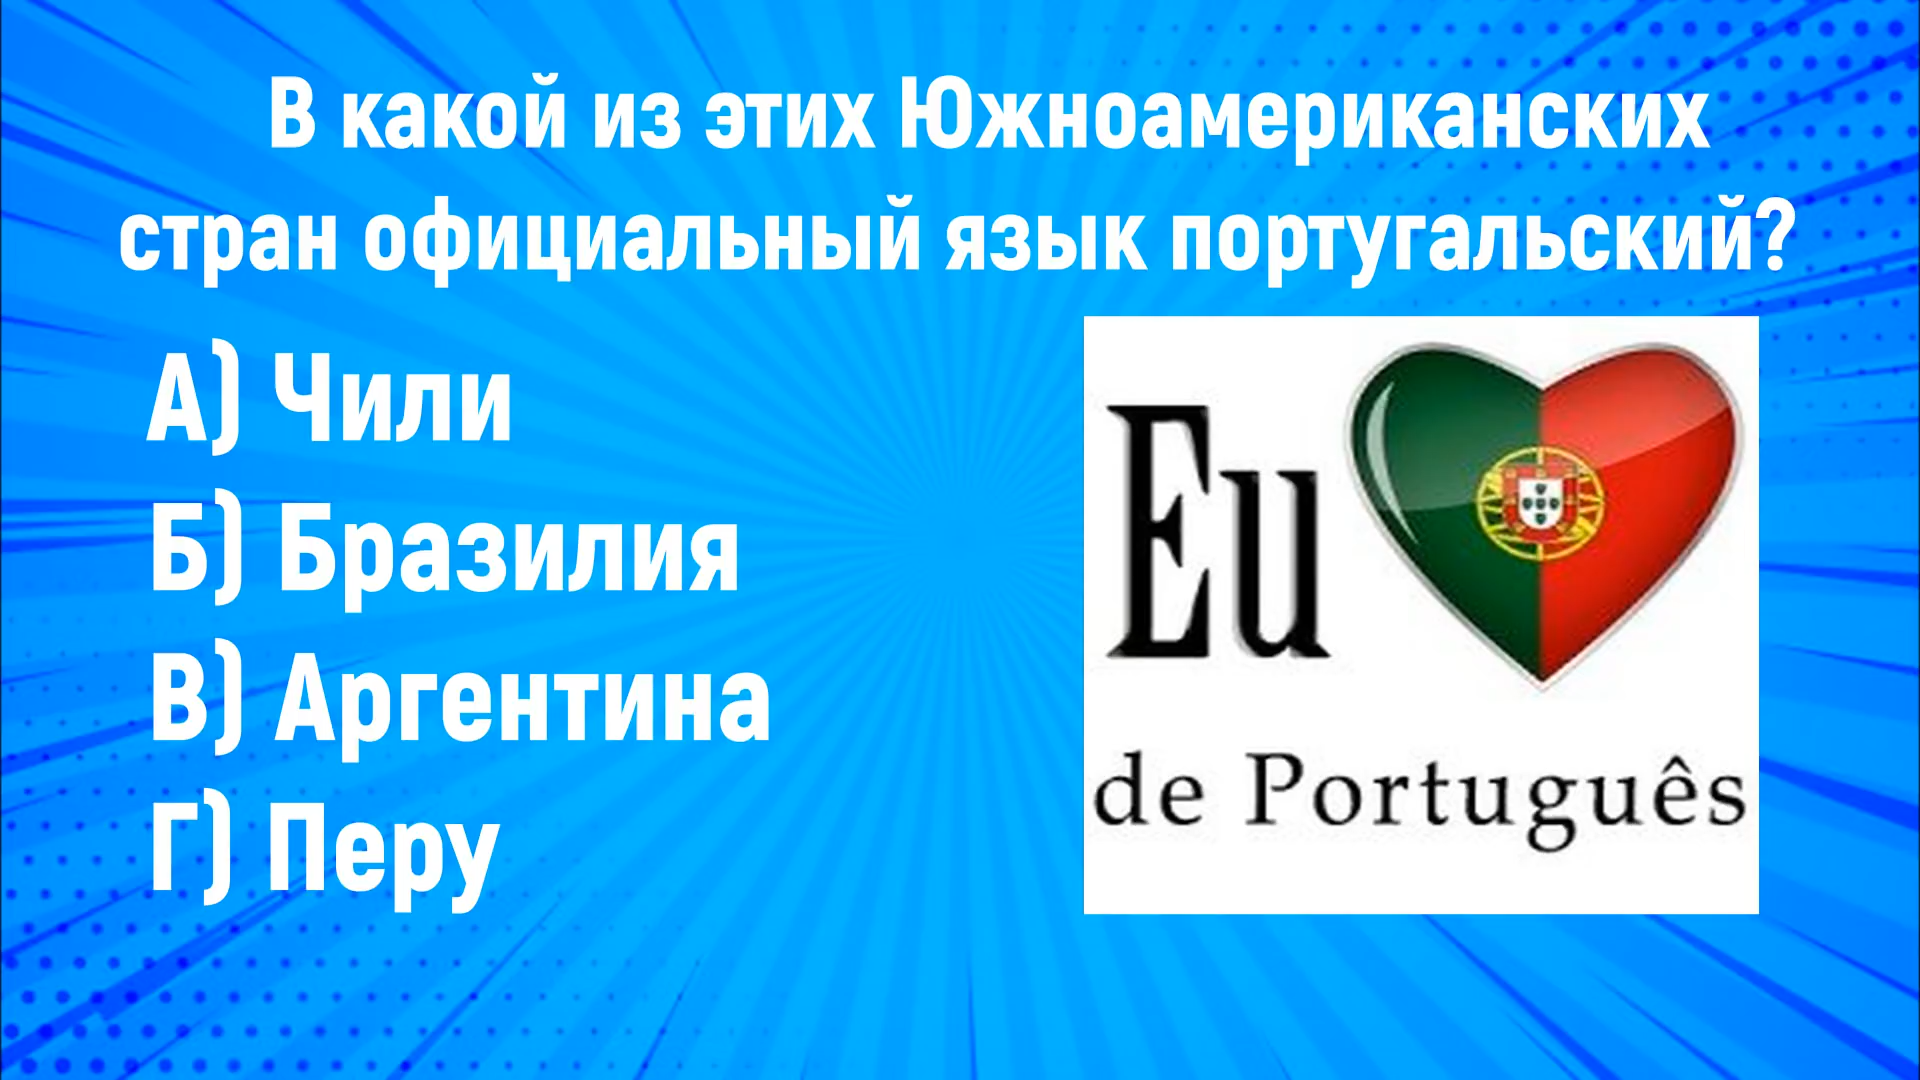 В какой из этих Южноамериканских
стран официальный язык португальский?
А) Чили
Б) Бразилия
В) Аргентина
Г) Перу
Eu
de Português